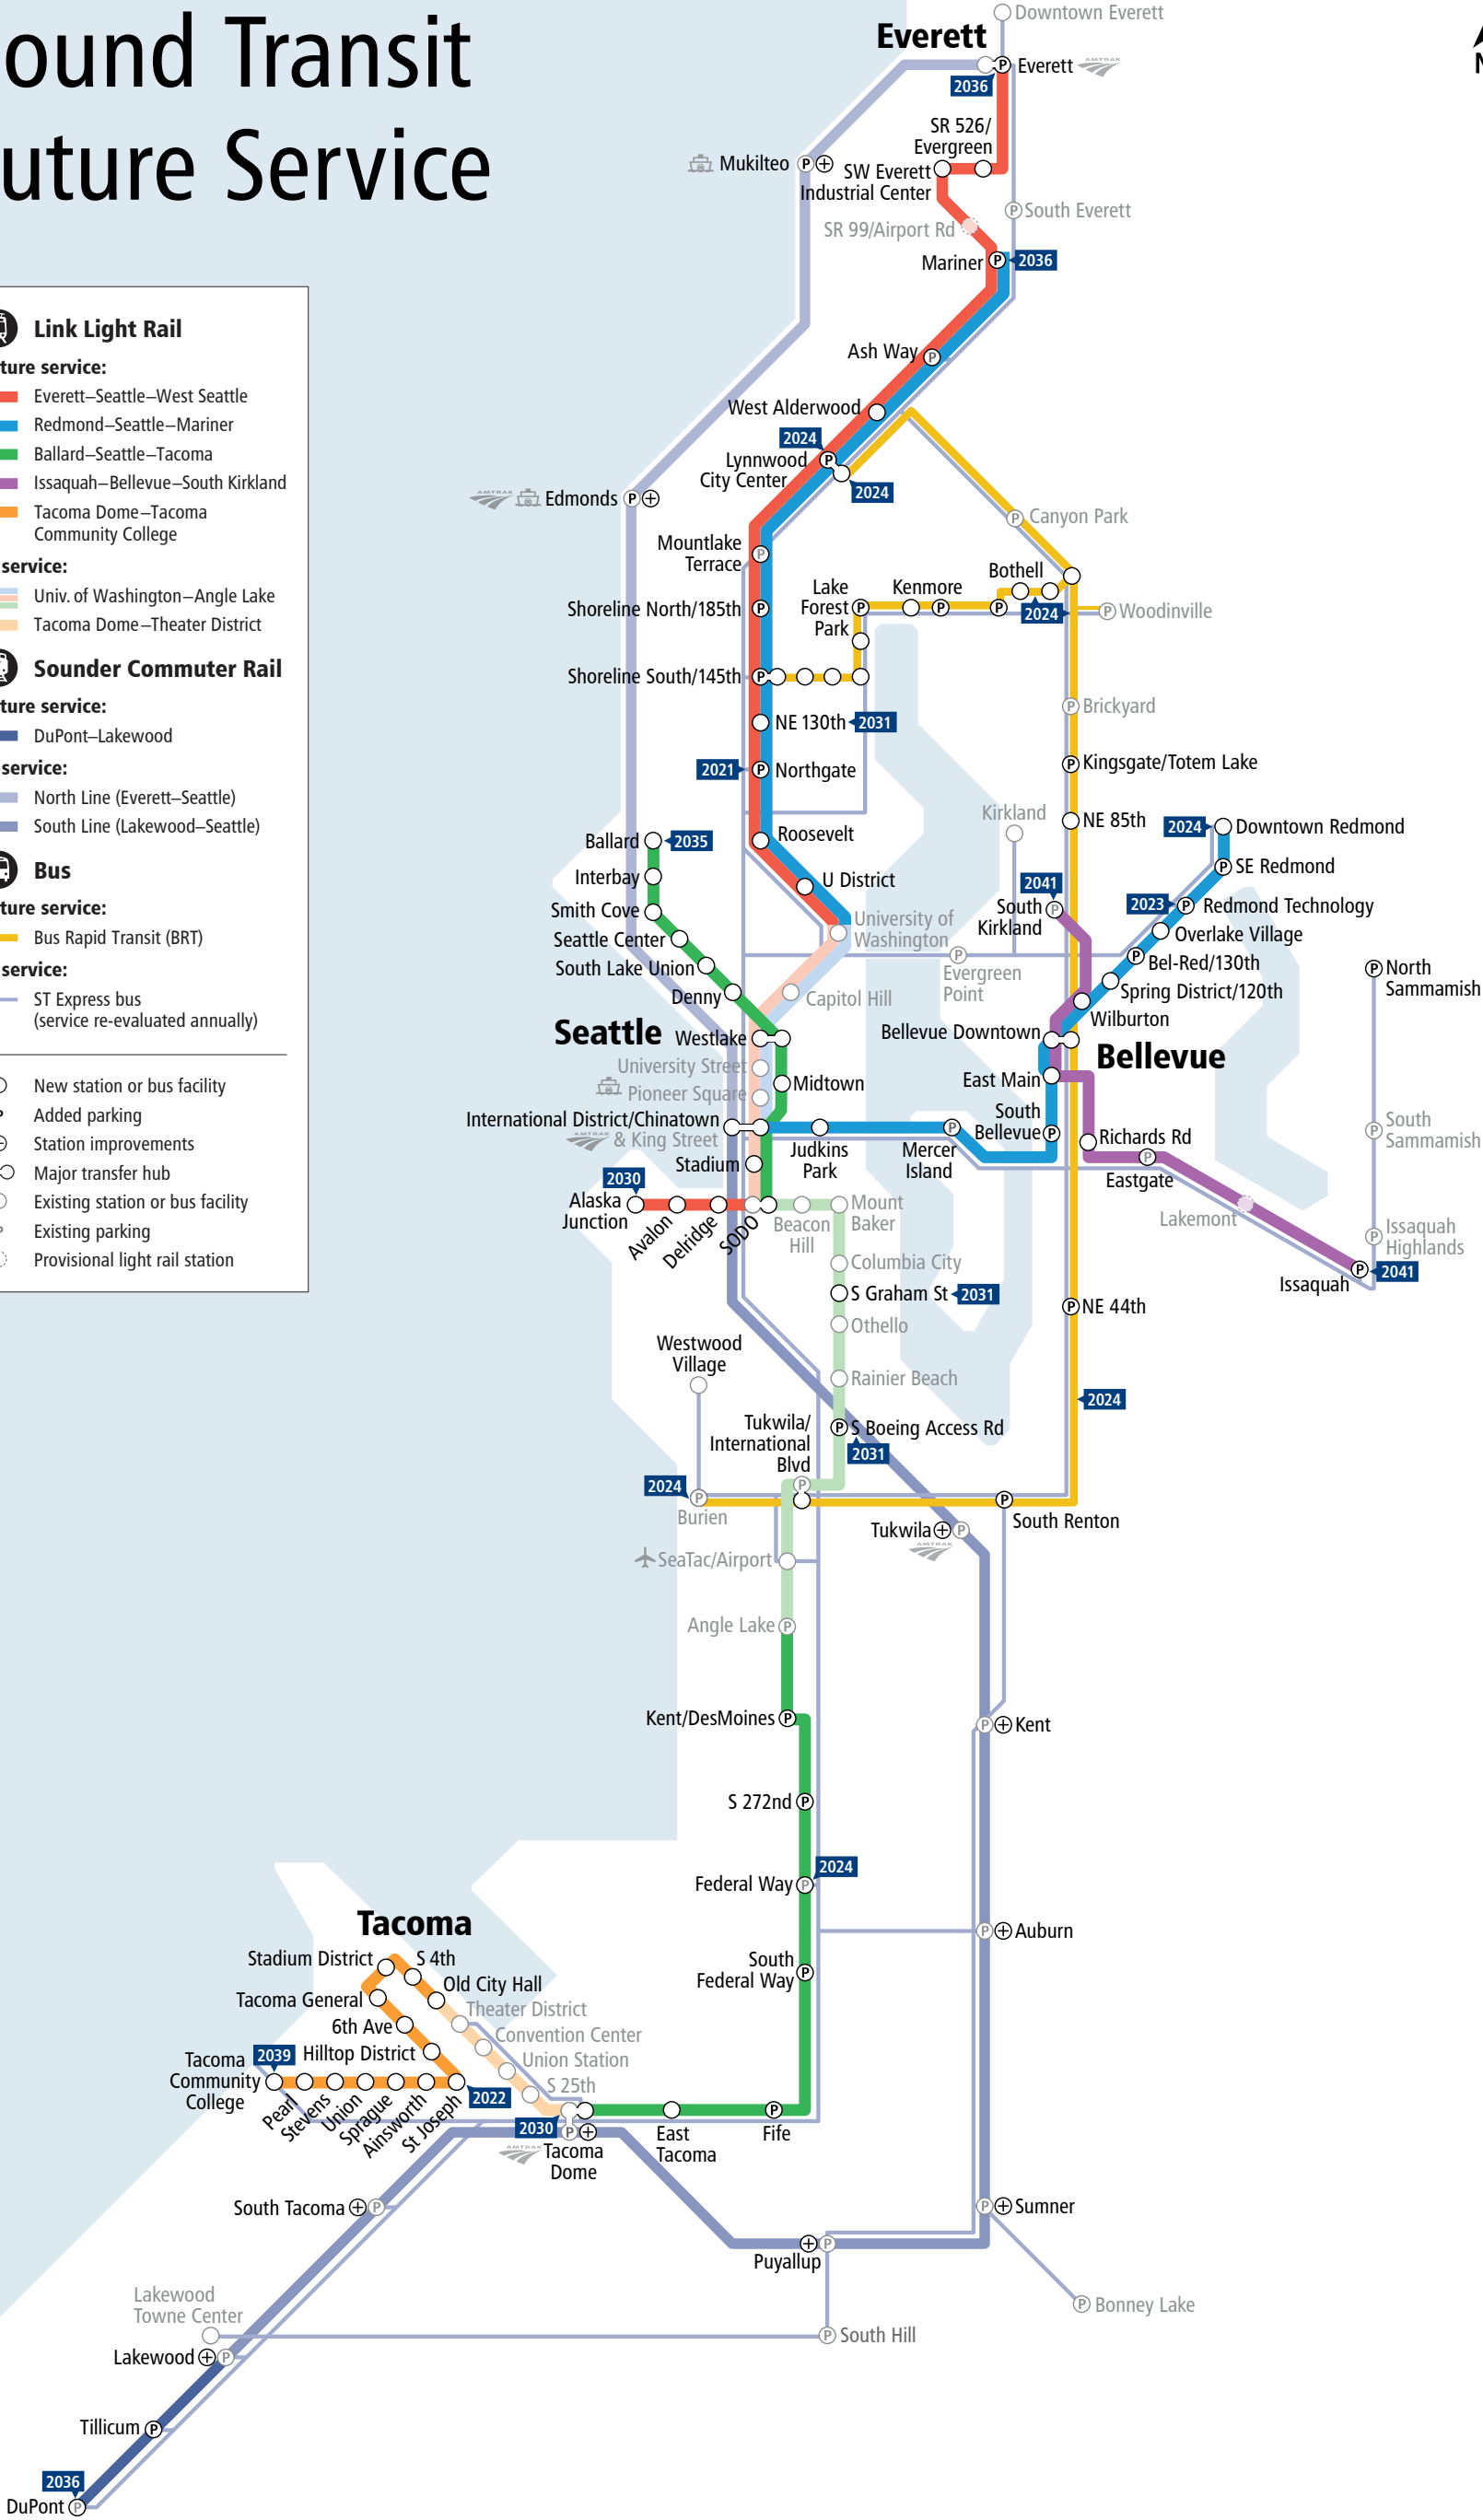 ound Transit
uture Service
N
Link Light Rail
ture service:
Everett–Seattle–West Seattle
Redmond–Seattle–Mariner
Ballard–Seattle–Tacoma
Issaquah–Bellevue–South Kirkland
Tacoma Dome–Tacoma
Community College
service:
Univ. of Washington–Angle Lake
Tacoma Dome–Theater District
Sounder Commuter Rail
ture service:
DuPont–Lakewood
service:
North Line (Everett–Seattle)
South Line (Lakewood–Seattle)
Bus
ture service:
Bus Rapid Transit (BRT)
service:
ST Express bus
(service re-evaluated annually)
New station or bus facility
Added parking
Station improvements
Major transfer hub
Existing station or bus facility
Existing parking
Provisional light rail station
Downtown Everett
Everett
P
Everett
AMTRAK
2036
SR 526/
Evergreen
Mukilteo
P
SW Everett
Industrial Center
P
South Everett
SR 99/Airport Rd
Mariner
P
2036
Ash Way
P
West Alderwood
2024
Lynnwood
City Center
P
2024
AMTRAK
Edmonds
P
P
Canyon Park
Mountlake
Terrace
P
Bothell
Lake
Forest
Park
P
Kenmore
P
P
2024
Shoreline North/185th
P
P
Woodinville
Shoreline South/145th
P
P
Brickyard
NE 130th
2031
2021
P
Northgate
P
Kingsgate/Totem Lake
Kirkland
NE 85th
2024
Downtown Redmond
Ballard
2035
Roosevelt
P
SE Redmond
Interbay
U District
2041
South
Kirkland
P
2023
P
Redmond Technology
Smith Cove
University of
Washington
Overlake Village
Seattle Center
P
Evergreen
Point
P
Bel-Red/130th
South Lake Union
P
North
Sammamish
Denny
Capitol Hill
Spring District/120th
Wilburton
Seattle
Westlake
Bellevue Downtown
Bellevue
University Street
Pioneer Square
Midtown
East Main
International District/Chinatown
AMTRAK
& King Street
Judkins
Park
P
Mercer
Island
South
Bellevue
P
Richards Rd
P
South
Sammamish
Stadium
P
Eastgate
2030
Alaska
Junction
Avalon
Delridge
SODO
Beacon
Hill
Mount
Baker
Lakemont
P
Issaquah
Highlands
Columbia City
Issaquah
P
2041
S Graham St
2031
P
NE 44th
Othello
Westwood
Village
Rainier Beach
2024
P
S Boeing Access Rd
2031
Tukwila/
International
Blvd
P
2024
P
Burien
P
South Renton
Tukwila
P
AMTRAK
SeaTac/Airport
Angle Lake
P
Kent/DesMoines
P
P
Kent
S 272nd
P
2024
Federal Way
P
P
Auburn
South
Federal Way
P
Tacoma
Stadium District
S 4th
Old City Hall
Tacoma General
Theater District
6th Ave
Convention Center
Hilltop District
Union Station
2039
Tacoma
Community
College
S 25th
2022
Pearl
Stevens
Union
Sprague
Ainsworth
St Joseph
2030
P
AMTRAK
Tacoma
Dome
East
Tacoma
P
Fife
South Tacoma
P
P
Sumner
Puyallup
P
Lakewood
Towne Center
P
Bonney Lake
P
South Hill
Lakewood
P
Tillicum
P
2036
DuPont
P